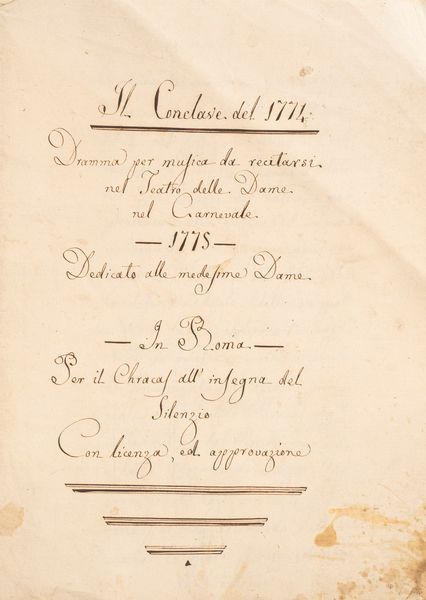 Il Conclave del 1774.
Dramma per musica da recitarsi
nel Teatro delle Dame
nel Carnevale
— 1775 —
Dedicato alle medesime Dame.
— In Roma —
Per il Chracas all' insegna del
Silenzio
Con licenza, ed approvazione